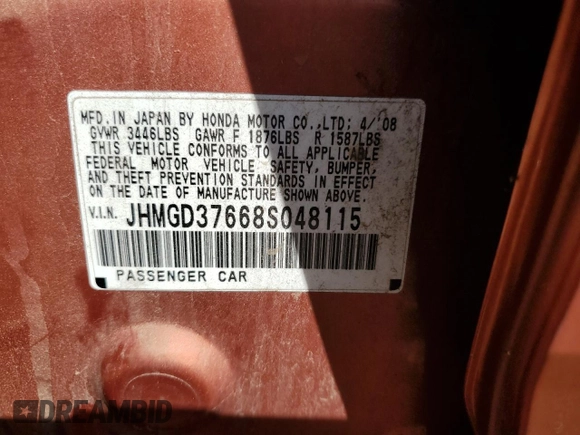 MFD. IN JAPAN BY HONDA MOTOR CO.,LTD; 4/'08
GVWR 3446LBS GAWR F 1876LBS R 1587LBS
THIS VEHICLE CONFORMS TO ALL APPLICABLE
FEDERAL MOTOR VEHICLE SAFETY, BUMPER,
AND THEFT PREVENTION STANDARDS IN EFFECT
ON THE DATE OF MANUFACTURE SHOWN ABOVE.
V.I.N. JHMGD37668S048115
PASSENGER CAR
DREAMBID